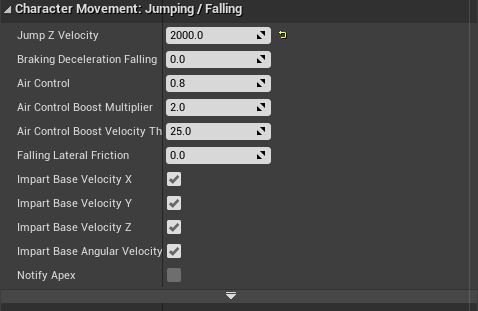 Character Movement: Jumping / Falling
Jump Z Velocity 2000.0
Braking Deceleration Falling 0.0
Air Control 0.8
Air Control Boost Multiplier 2.0
Air Control Boost Velocity Th 25.0
Falling Lateral Friction 0.0
Impart Base Velocity X
Impart Base Velocity Y
Impart Base Velocity Z
Impart Base Angular Velocity
Notify Apex